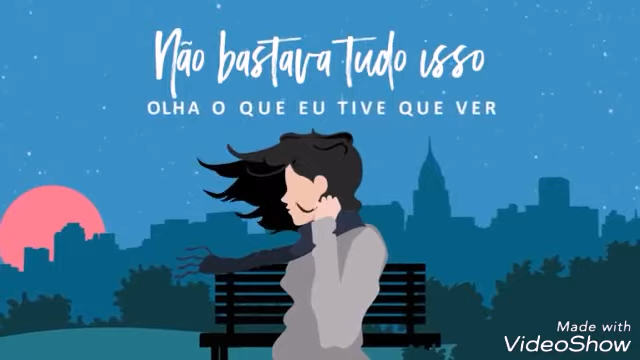 Não bastava tudo isso
OLHA O QUE EU TIVE QUE VER
Made with
VideoShow